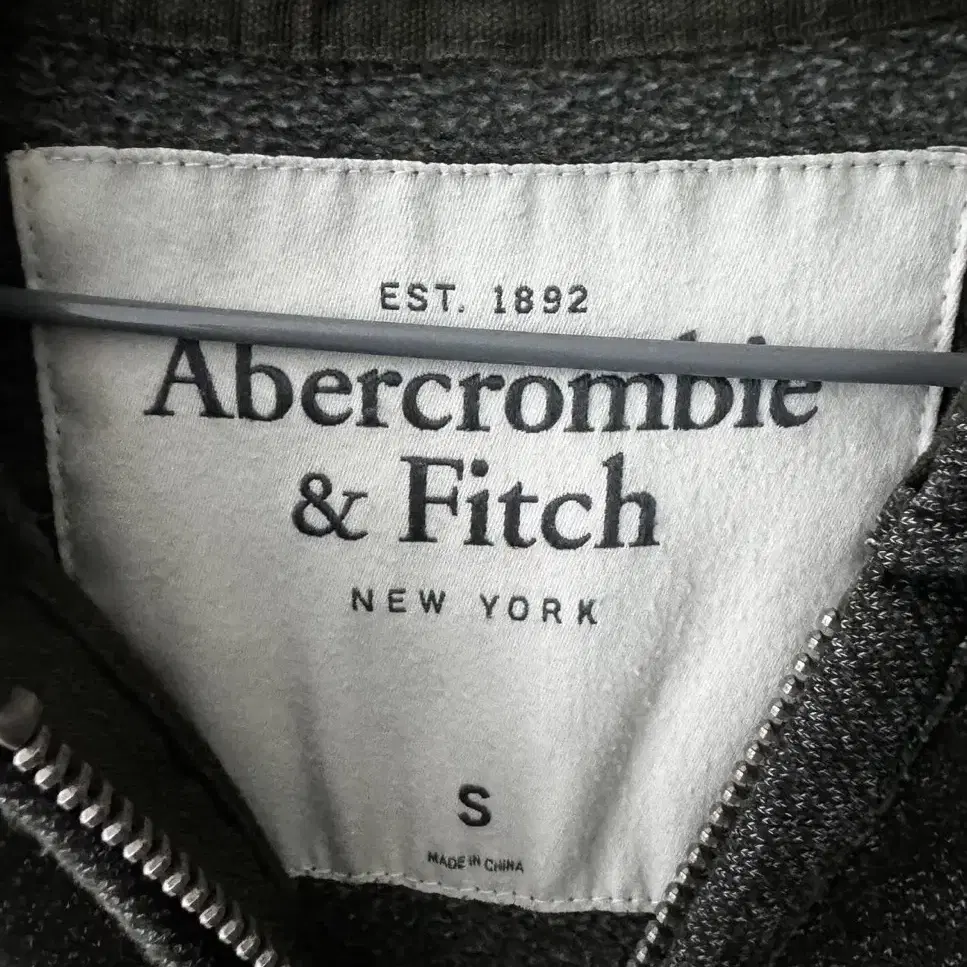 EST. 1892
Abercrombie
& Fitch
NEW YORK
S
MADE IN CHINA